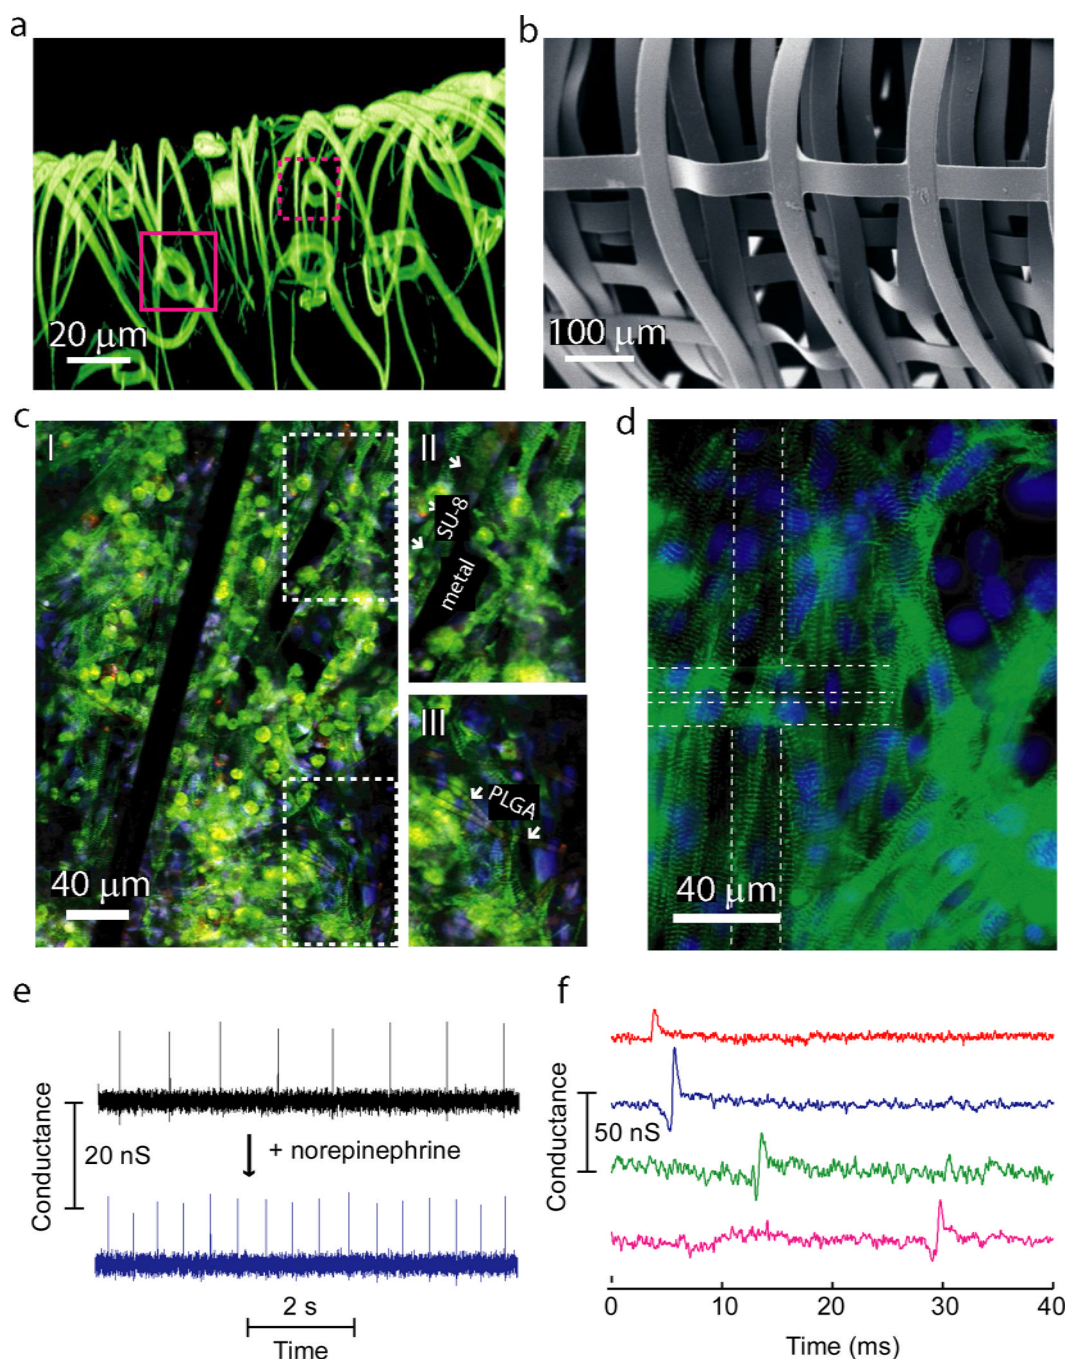 a
b
20 µm
100 µm
c
d
I
II
SU-8
metal
III
PLGA
40 µm
40 µm
e
f
Conductance
20 nS
+ norepinephrine
2 s
Time
Conductance
50 nS
0 10 20 30 40
Time (ms)